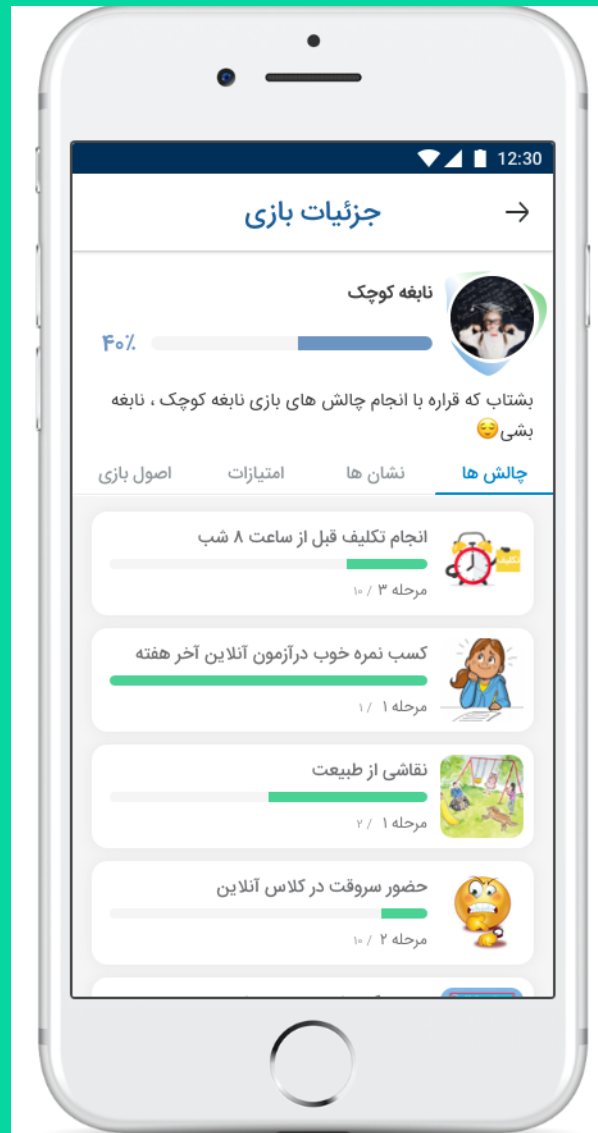 12:30
جزئیات بازی
نابغه کوچک
۴۰٪
بشتاب که قراره با انجام چالش های بازی نابغه کوچک ، نابغه
بشی
چالش ها
نشان ها
امتیازات
اصول بازی
انجام تکلیف قبل از ساعت ۸ شب
تکلیف
مرحله ۳ / ۱۰
کسب نمره خوب درآزمون آنلاین آخر هفته
مرحله ۱ / ۱
نقاشی از طبیعت
مرحله ۱ / ۲
حضور سروقت در کلاس آنلاین
مرحله ۲ / ۱۰